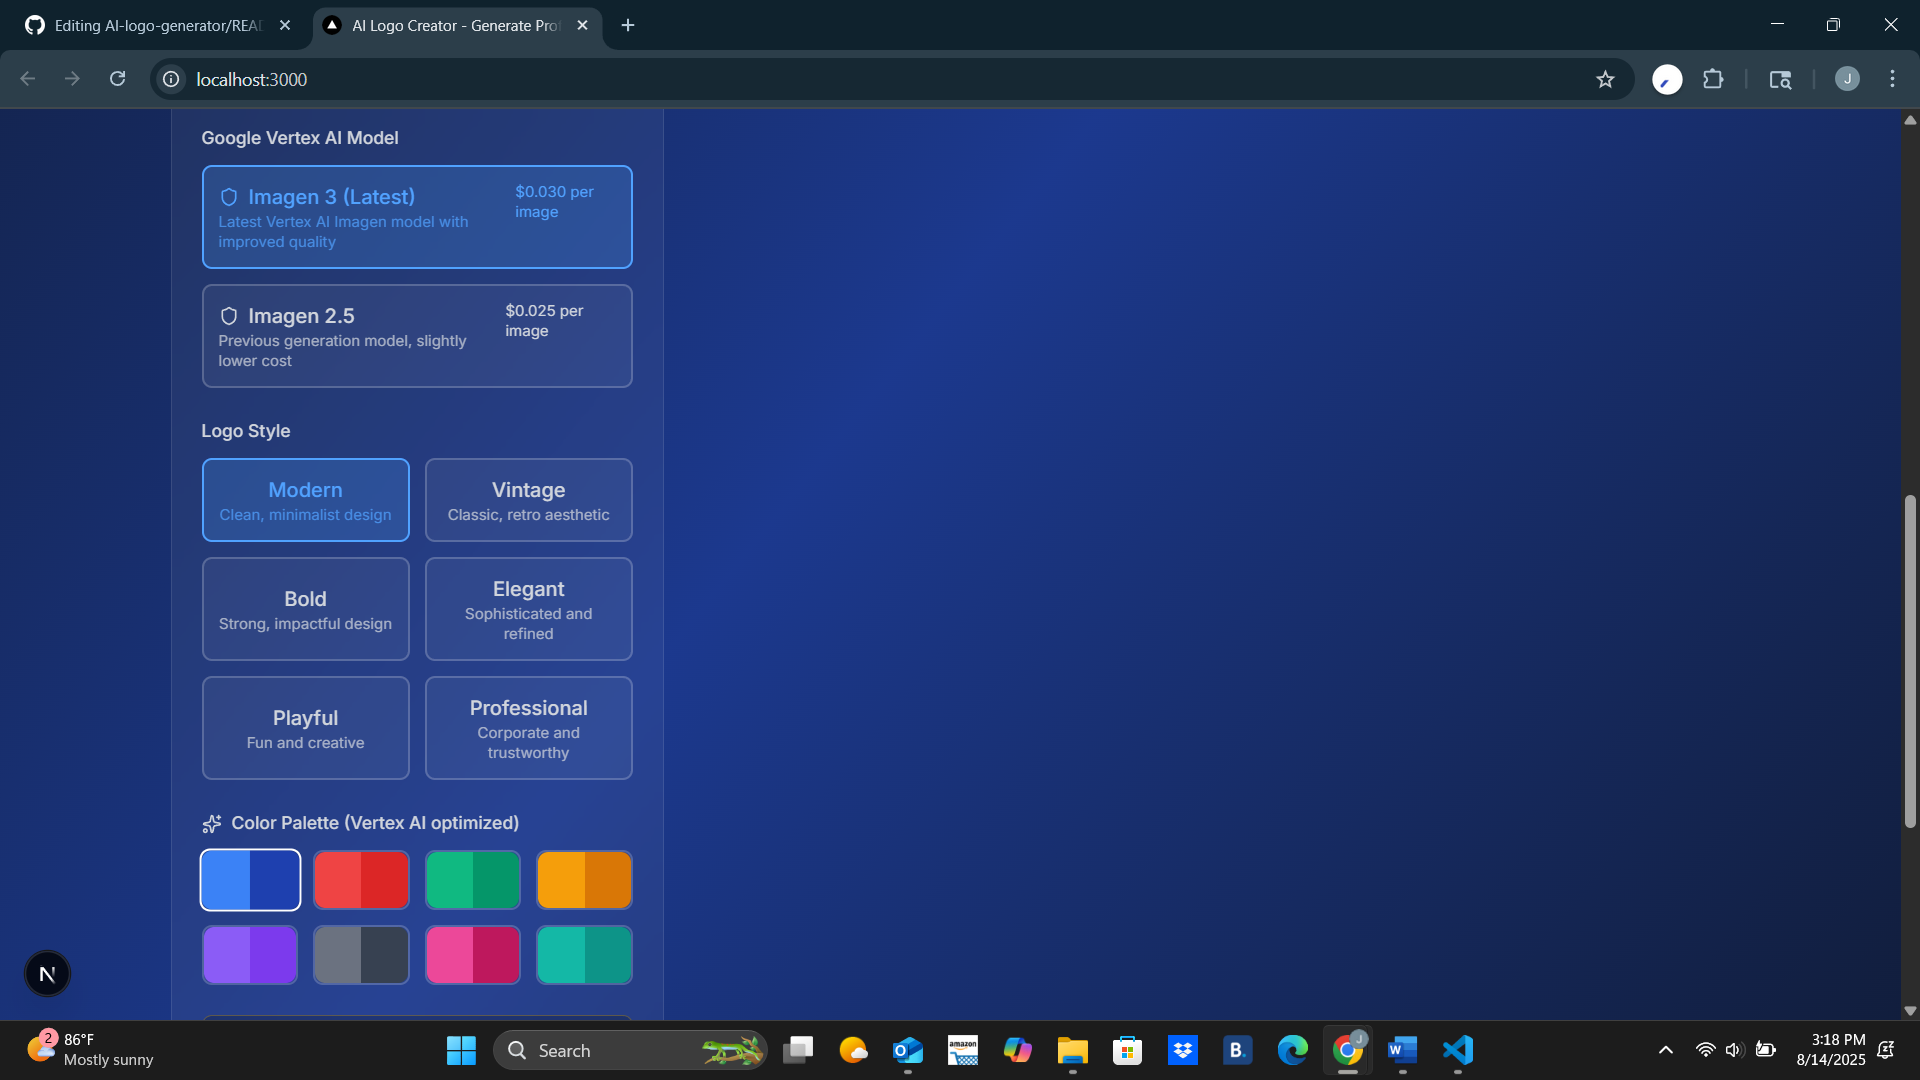 Editing AI-logo-generator/REA
AI Logo Creator - Generate Pro
localhost:3000
J
Google Vertex AI Model
Imagen 3 (Latest)
$0.030 per
image
Latest Vertex AI Imagen model with
improved quality
Imagen 2.5
$0.025 per
image
Previous generation model, slightly
lower cost
Logo Style
Modern
Clean, minimalist design
Vintage
Classic, retro aesthetic
Bold
Strong, impactful design
Elegant
Sophisticated and
refined
Playful
Fun and creative
Professional
Corporate and
trustworthy
Color Palette (Vertex AI optimized)
N
2
86°F
Mostly sunny
Search
amazon
B.
J
W
3:18 PM
8/14/2025